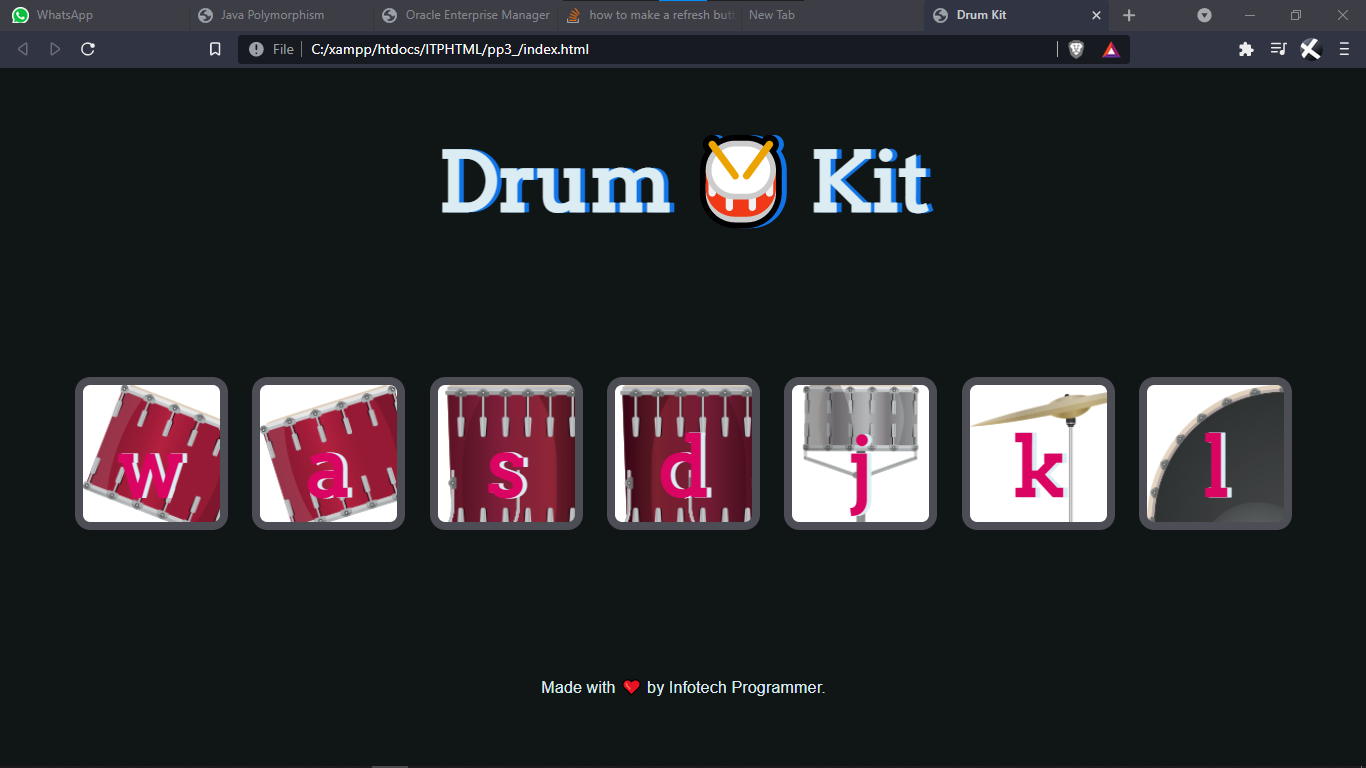 WhatsApp
Java Polymorphism
Oracle Enterprise Manager
how to make a refresh but
New Tab
Drum Kit
File
C:/xampp/htdocs/ITPHTML/pp3_/index.html
Drum 🥁 Kit
w a s d j k l
Made with ❤ by Infotech Programmer.